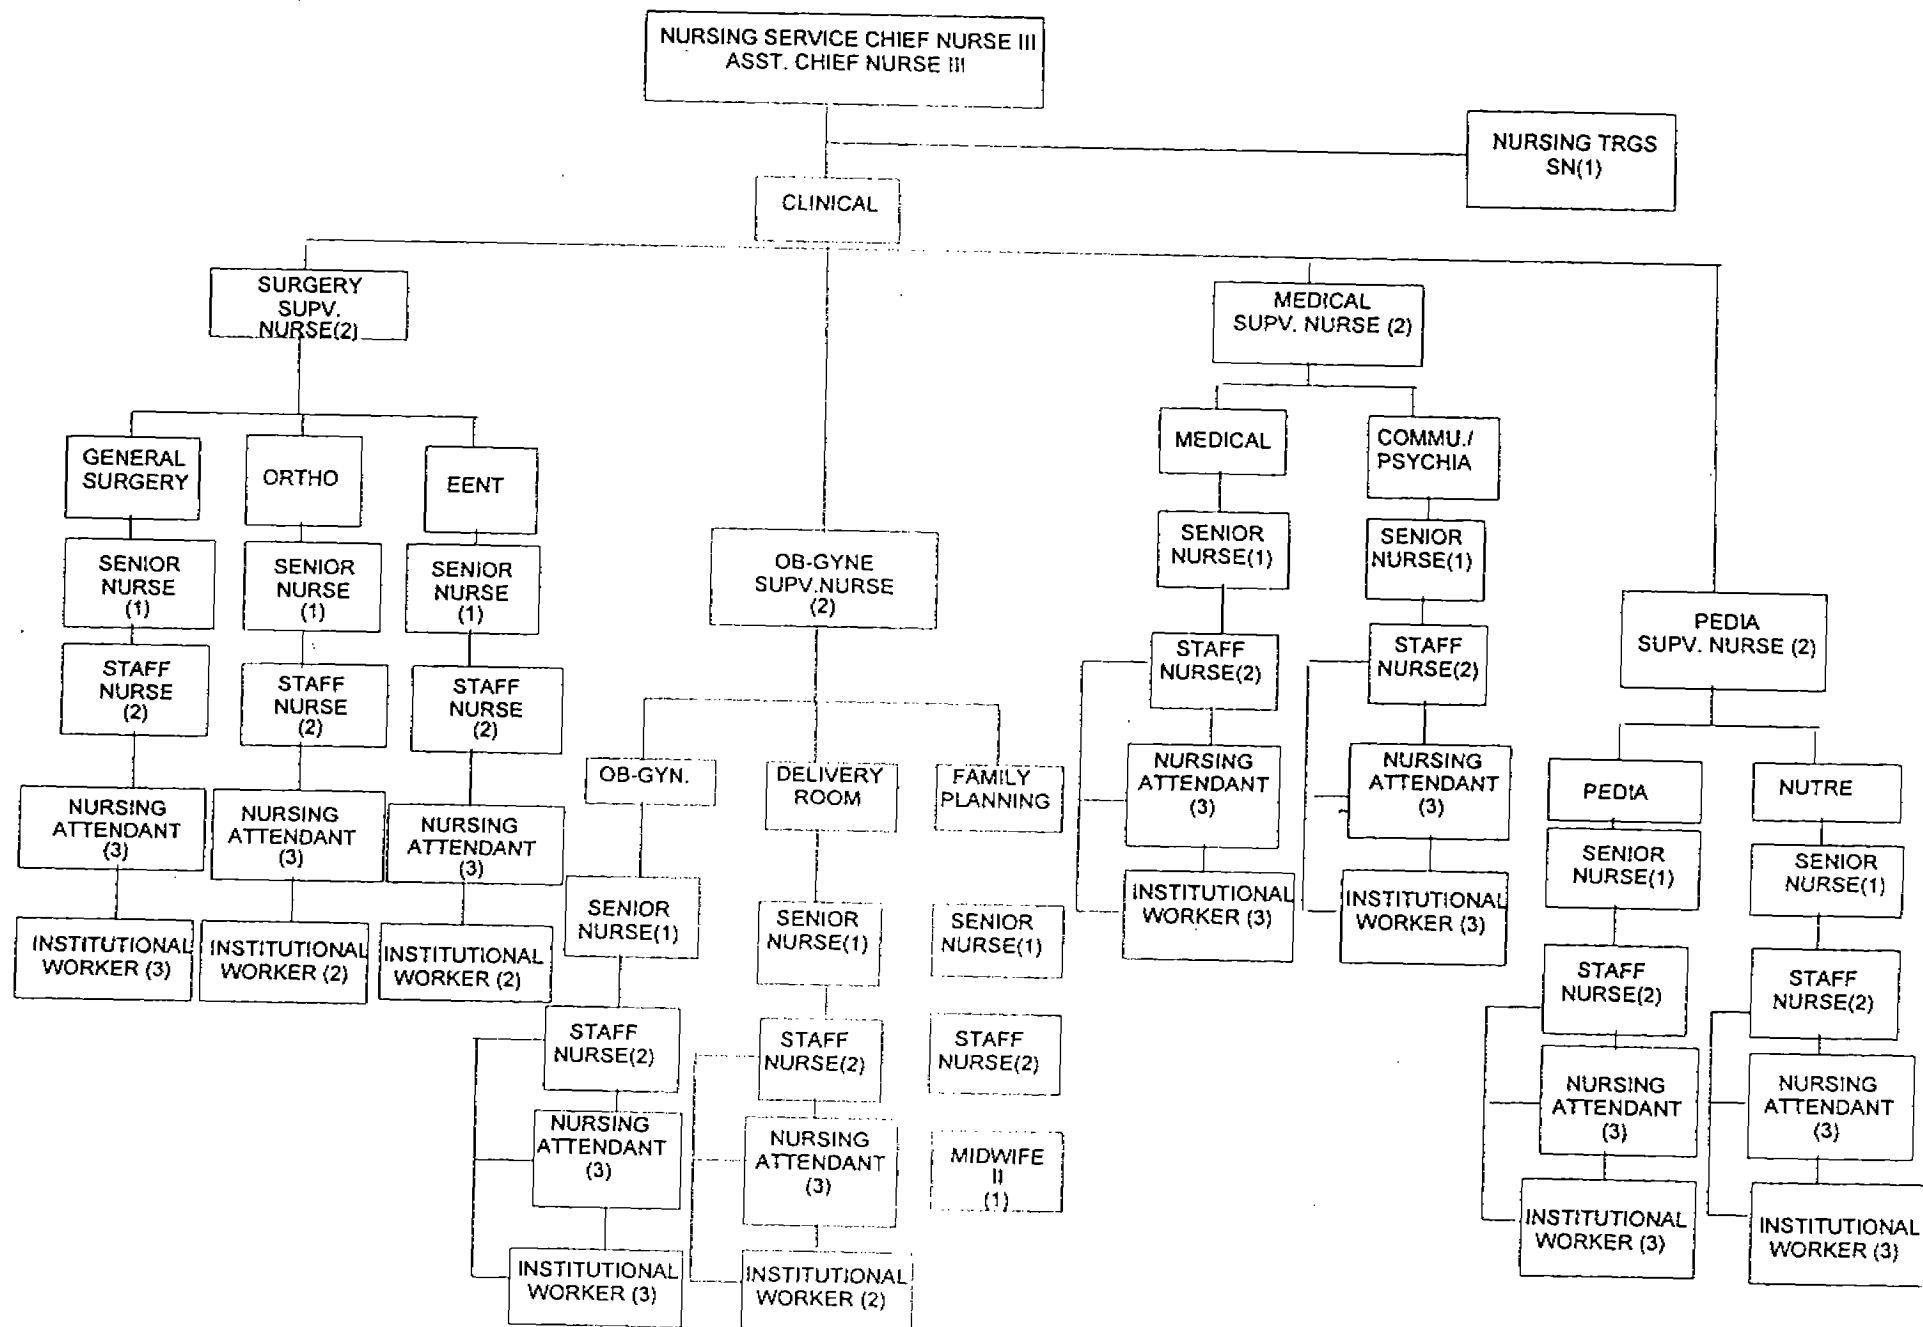 NURSING SERVICE CHIEF NURSE III
ASST. CHIEF NURSE III
NURSING TRGS
SN(1)
CLINICAL
SURGERY
SUPV.
NURSE(2)
GENERAL
SURGERY
SENIOR
NURSE
(1)
STAFF
NURSE
(2)
NURSING
ATTENDANT
(3)
INSTITUTIONAL
WORKER (3)
ORTHO
SENIOR
NURSE
(1)
STAFF
NURSE
(2)
NURSING
ATTENDANT
(3)
INSTITUTIONAL
WORKER (2)
EENT
SENIOR
NURSE
(1)
STAFF
NURSE
(2)
NURSING
ATTENDANT
(3)
INSTITUTIONAL
WORKER (2)
OB-GYNE
SUPV.NURSE
(2)
OB-GYN.
SENIOR
NURSE(1)
STAFF
NURSE(2)
NURSING
ATTENDANT
(3)
INSTITUTIONAL
WORKER (3)
DELIVERY
ROOM
SENIOR
NURSE(1)
STAFF
NURSE(2)
NURSING
ATTENDANT
(3)
INSTITUTIONAL
WORKER (2)
FAMILY
PLANNING
SENIOR
NURSE(1)
STAFF
NURSE(2)
MIDWIFE
II
(1)
MEDICAL
SUPV. NURSE (2)
MEDICAL
SENIOR
NURSE(1)
STAFF
NURSE(2)
NURSING
ATTENDANT
(3)
INSTITUTIONAL
WORKER (3)
COMMU./
PSYCHIA
SENIOR
NURSE(1)
STAFF
NURSE(2)
NURSING
ATTENDANT
(3)
INSTITUTIONAL
WORKER (3)
PEDIA
SUPV. NURSE (2)
PEDIA
SENIOR
NURSE(1)
STAFF
NURSE(2)
NURSING
ATTENDANT
(3)
INSTITUTIONAL
WORKER (3)
NUTRE
SENIOR
NURSE(1)
STAFF
NURSE(2)
NURSING
ATTENDANT
(3)
INSTITUTIONAL
WORKER (3)